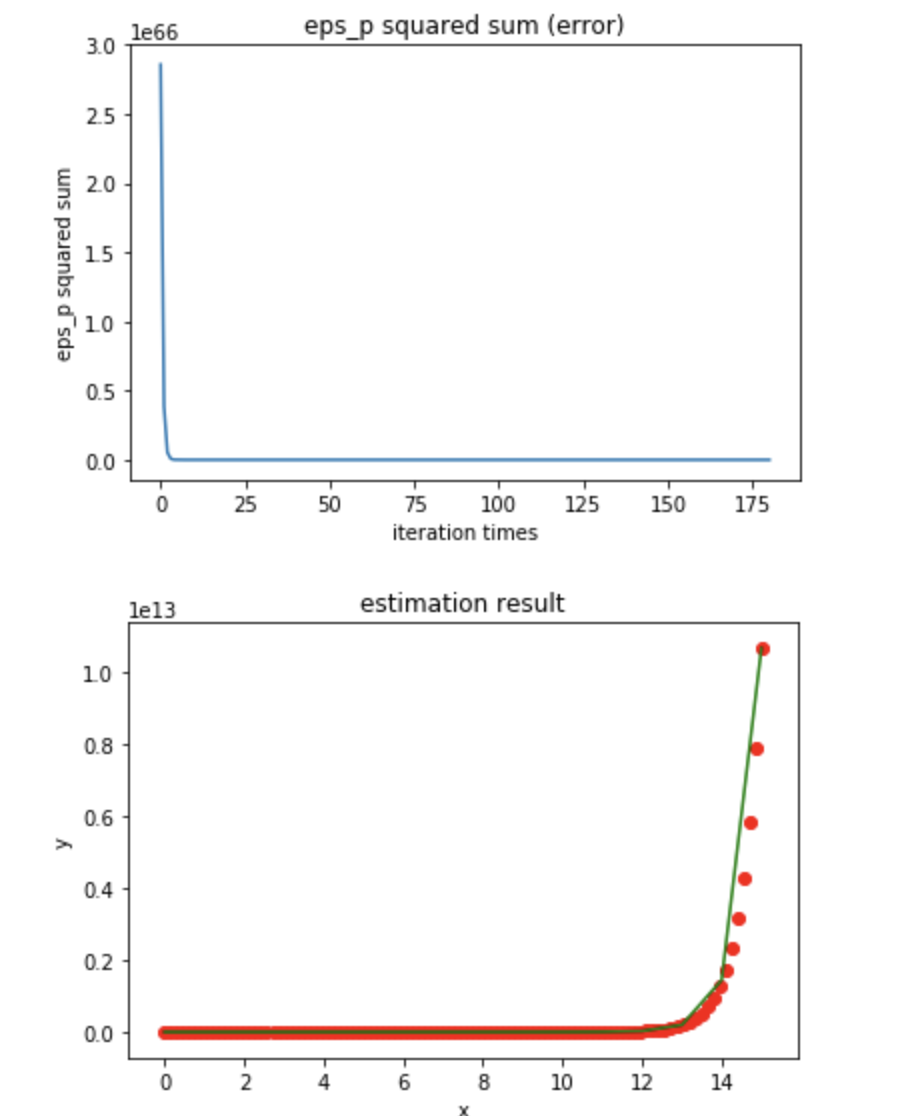 eps_p squared sum (error)
1e66
3.0
2.5
2.0
1.5
1.0
0.5
0.0
eps_p squared sum
0 25 50 75 100 125 150 175
iteration times
estimation result
1e13
1.0
0.8
0.6
0.4
0.2
0.0
y
0 2 4 6 8 10 12 14
x